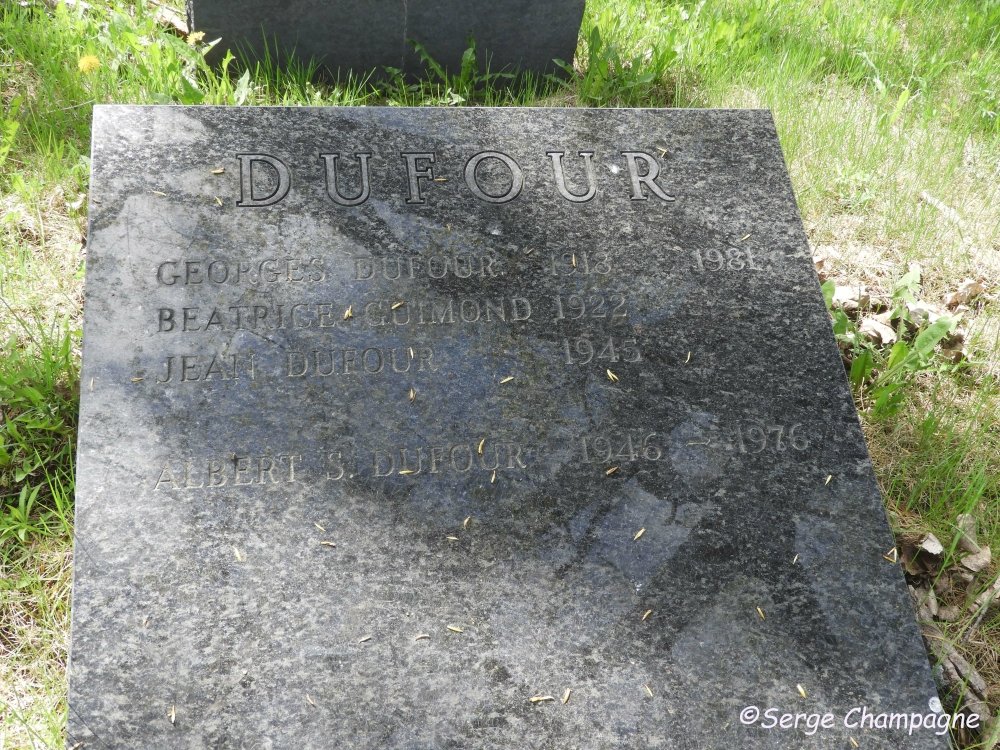 DUFOUR
GEORGES DUFOUR 1913 1981
BEATRICE GUIMOND 1922
JEAN DUFOUR 1945
ALBERT S. DUFOUR 1946 - 1976
©Serge Champagne